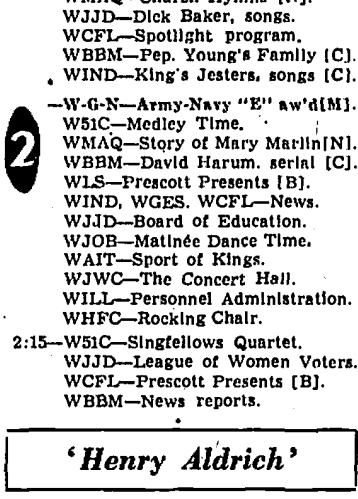 WMAQ—Church Hymns [N].
WJJD—Dick Baker, songs.
WCFL—Spotlight program.
WBBM—Pep. Young's Family [C].
WIND—King's Jesters, songs [C].
2—W-G-N—Army-Navy "E" aw'd[M].
W51C—Medley Time.
WMAQ—Story of Mary Marlin[N].
WBBM—David Harum. serial [C].
WLS—Prescott Presents [B].
WIND, WGES. WCFL—News.
WJJD—Board of Education.
WJOB—Matinée Dance Time.
WAIT—Sport of Kings.
WJWC—The Concert Hall.
WILL—Personnel Administration.
WHFC—Rocking Chair.
2:15—W51C—Singfellows Quartet.
WJJD—League of Women Voters.
WCFL—Prescott Presents [B].
WBBM—News reports.
'Henry Aldrich'